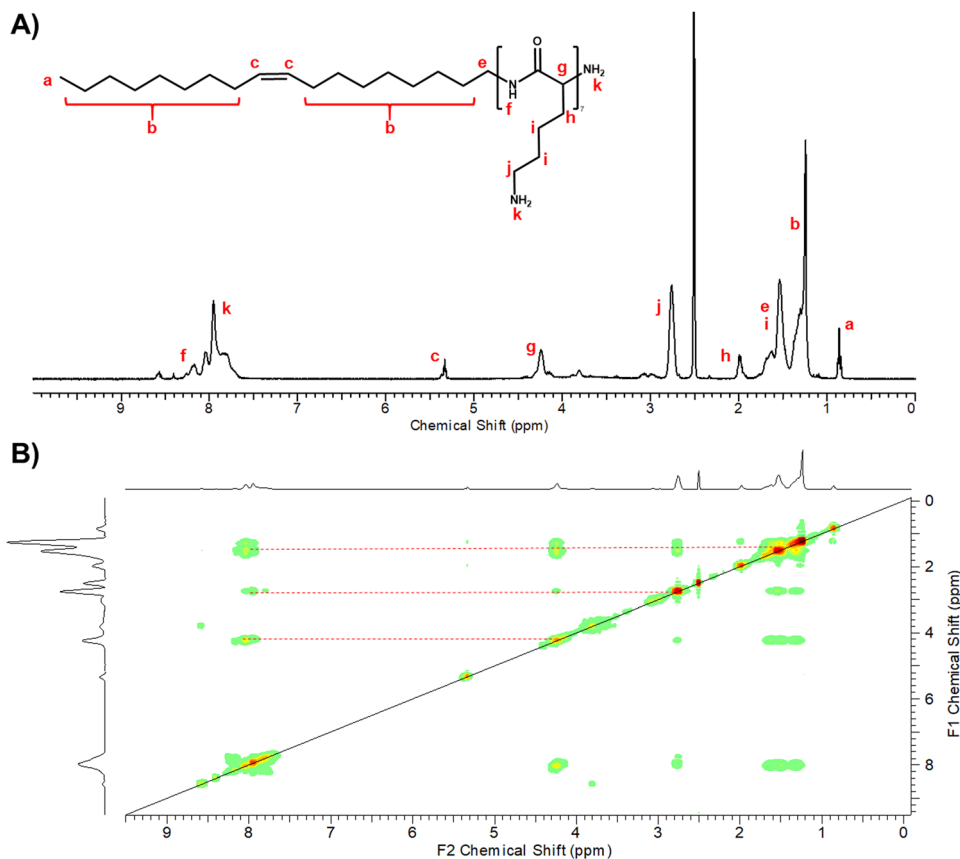 A)
O
a
c c
e
g
NH₂
k
N
H
f
7
b
b
h
i
i
j
NH₂
k
b
k
j
e
i
a
f
c
g
h
9 8 7 6 5 4 3 2 1 0
Chemical Shift (ppm)
B)
0
2
4
6
8
F1 Chemical Shift (ppm)
9 8 7 6 5 4 3 2 1 0
F2 Chemical Shift (ppm)